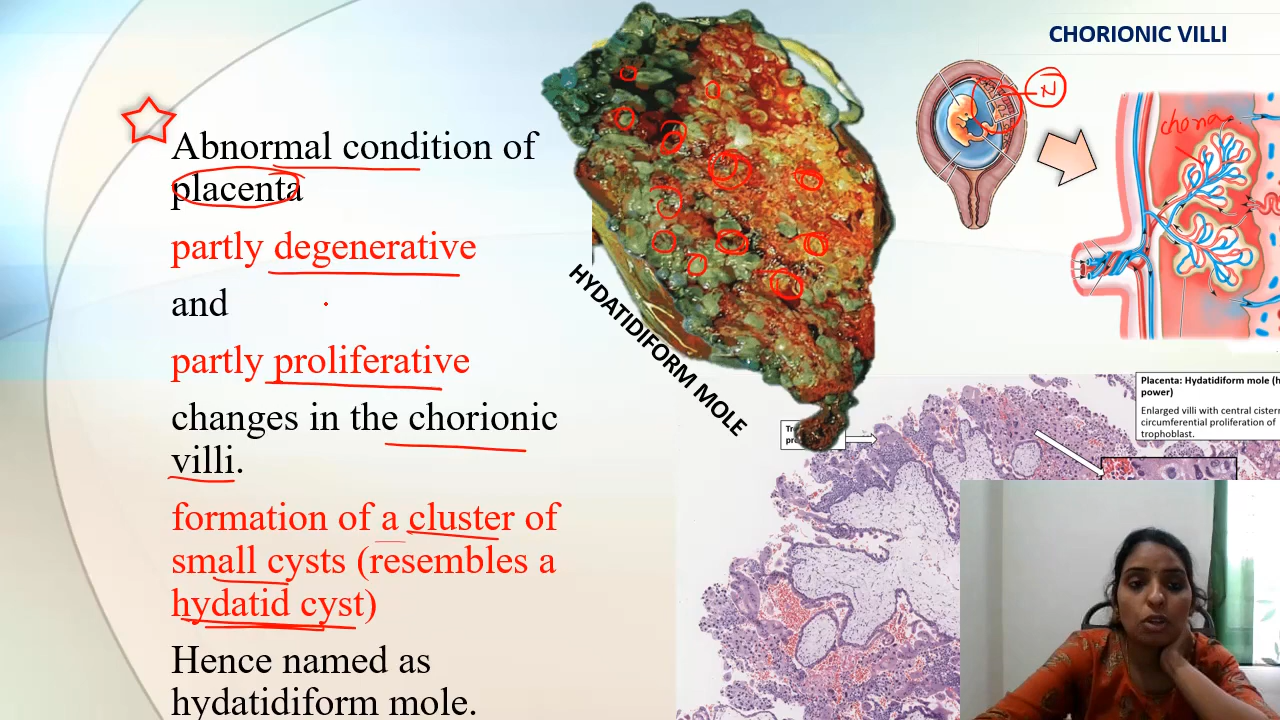 CHORIONIC VILLI
N
Abnormal condition of
placenta
partly degenerative
and
partly proliferative
changes in the chorionic
villi.
formation of a cluster of
small cysts (resembles a
hydatid cyst)
Hence named as
hydatidiform mole.
HYDATIDIFORM MOLE
Placenta: Hydatidiform mole (h
power)
Enlarged villi with central cistern
circumferential proliferation of
trophoblast.